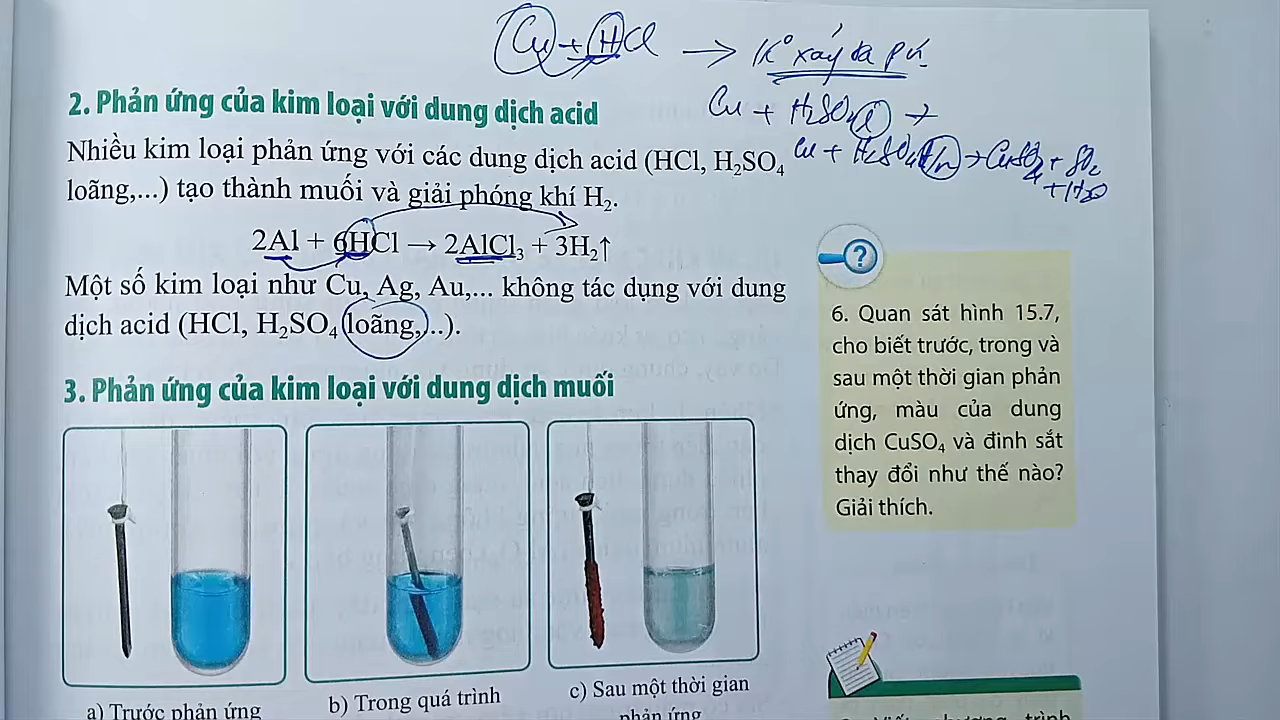 Cu + HCl → K° xảy ra pứ
2. Phản ứng của kim loại với dung dịch acid
Cu + H₂SO₄(l) →
Nhiều kim loại phản ứng với các dung dịch acid (HCl, H₂SO₄
Cu + H₂SO₄ → CuSO₄ + SO₂
+ H₂O
loãng,...) tạo thành muối và giải phóng khí H₂.
2Al + 6HCl → 2AlCl₃ + 3H₂↑
Một số kim loại như Cu, Ag, Au,... không tác dụng với dung
dịch acid (HCl, H₂SO₄ loãng,...).
3. Phản ứng của kim loại với dung dịch muối
a) Trước phản ứng
b) Trong quá trình
c) Sau một thời gian
phản ứng
?
6. Quan sát hình 15.7,
cho biết trước, trong và
sau một thời gian phản
ứng, màu của dung
dịch CuSO₄ và đinh sắt
thay đổi như thế nào?
Giải thích.